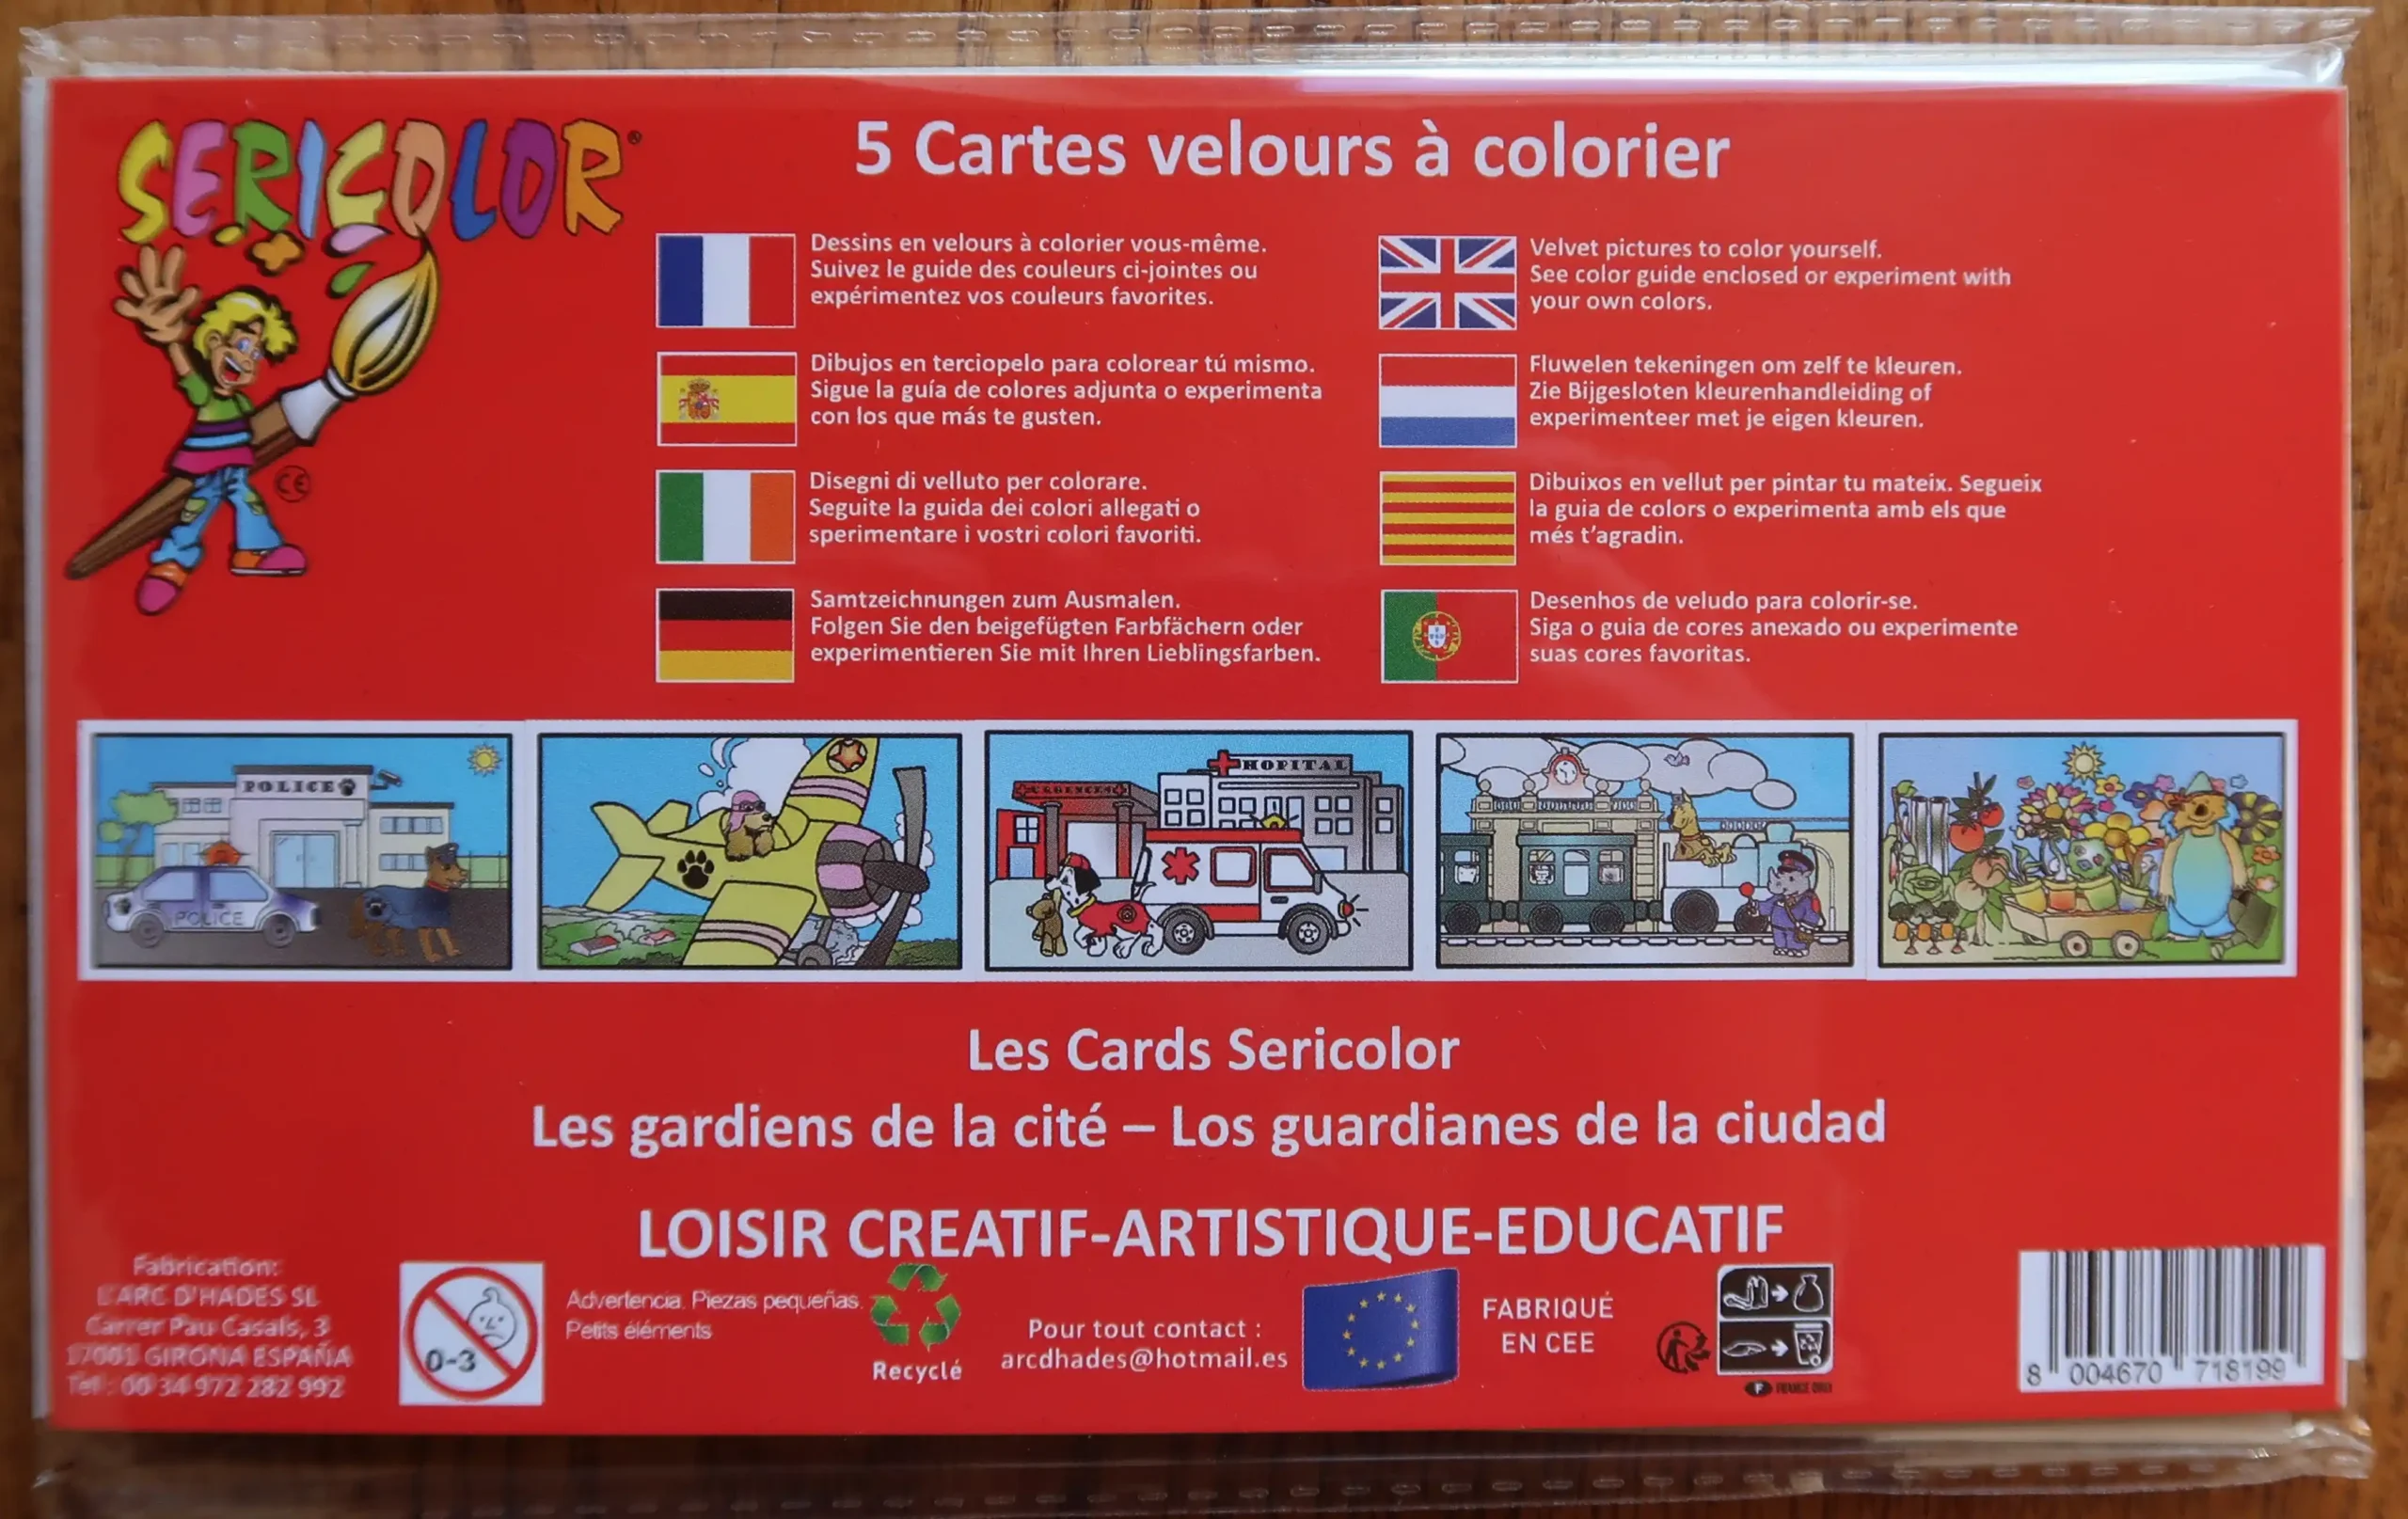 SERICOLOR®
5 Cartes velours à colorier
Dessins en velours à colorier vous-même.
Suivez le guide des couleurs ci-jointes ou
expérimentez vos couleurs favorites.
Velvet pictures to color yourself.
See color guide enclosed or experiment with
your own colors.
Dibujos en terciopelo para colorear tú mismo.
Sigue la guía de colores adjunta o experimenta
con los que más te gusten.
Fluwelen tekeningen om zelf te kleuren.
Zie Bijgesloten kleurenhandleiding of
experimenteer met je eigen kleuren.
CE
Disegni di velluto per colorare.
Seguite la guida dei colori allegati o
sperimentare i vostri colori favoriti.
Dibuixos en vellut per pintar tu mateix. Segueix
la guia de colors o experimenta amb els que
més t'agradin.
Samtzeichnungen zum Ausmalen.
Folgen Sie den beigefügten Farbfächern oder
experimentieren Sie mit Ihren Lieblingsfarben.
Desenhos de veludo para colorir-se.
Siga o guia de cores anexado ou experimente
suas cores favoritas.
POLICE
POLICE
HOPITAL
URGENCES
Les Cards Sericolor
Les gardiens de la cité – Los guardianes de la ciudad
LOISIR CREATIF-ARTISTIQUE-EDUCATIF
Fabrication:
L'ARC D'HADES SL
Carrer Pau Casals, 3
17001 GIRONA ESPAÑA
Tel : 00 34 972 282 992
0-3
Advertencia. Piezas pequeñas.
Petits éléments
Recyclé
Pour tout contact :
arcdhades@hotmail.es
FABRIQUÉ
EN CEE
F FRANCE
8 004670 718199